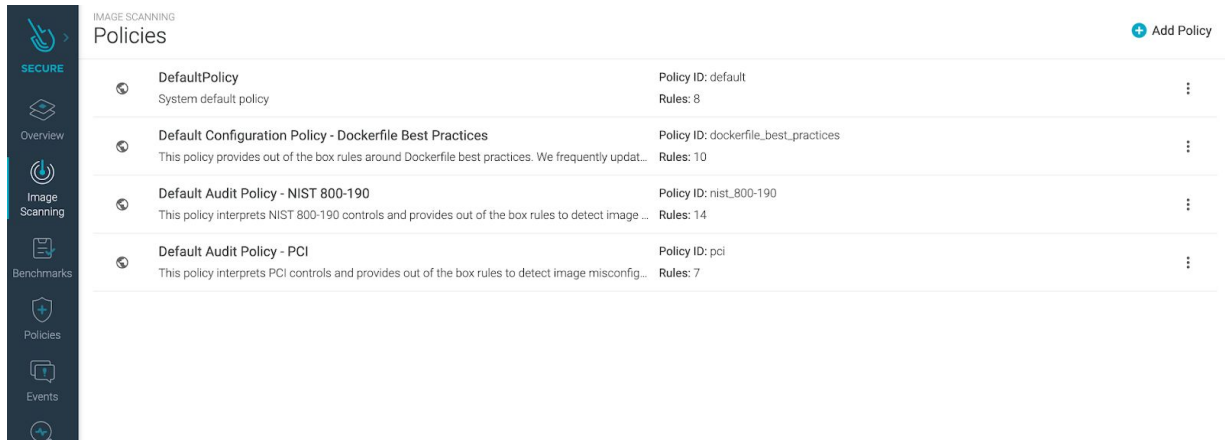 SECURE
Overview
Image
Scanning
Benchmarks
Policies
Events
IMAGE SCANNING
Policies
Add Policy
DefaultPolicy
System default policy
Policy ID: default
Rules: 8
Default Configuration Policy - Dockerfile Best Practices
This policy provides out of the box rules around Dockerfile best practices. We frequently updat...
Policy ID: dockerfile_best_practices
Rules: 10
Default Audit Policy - NIST 800-190
This policy interprets NIST 800-190 controls and provides out of the box rules to detect image ...
Policy ID: nist_800-190
Rules: 14
Default Audit Policy - PCI
This policy interprets PCI controls and provides out of the box rules to detect image misconfig...
Policy ID: pci
Rules: 7